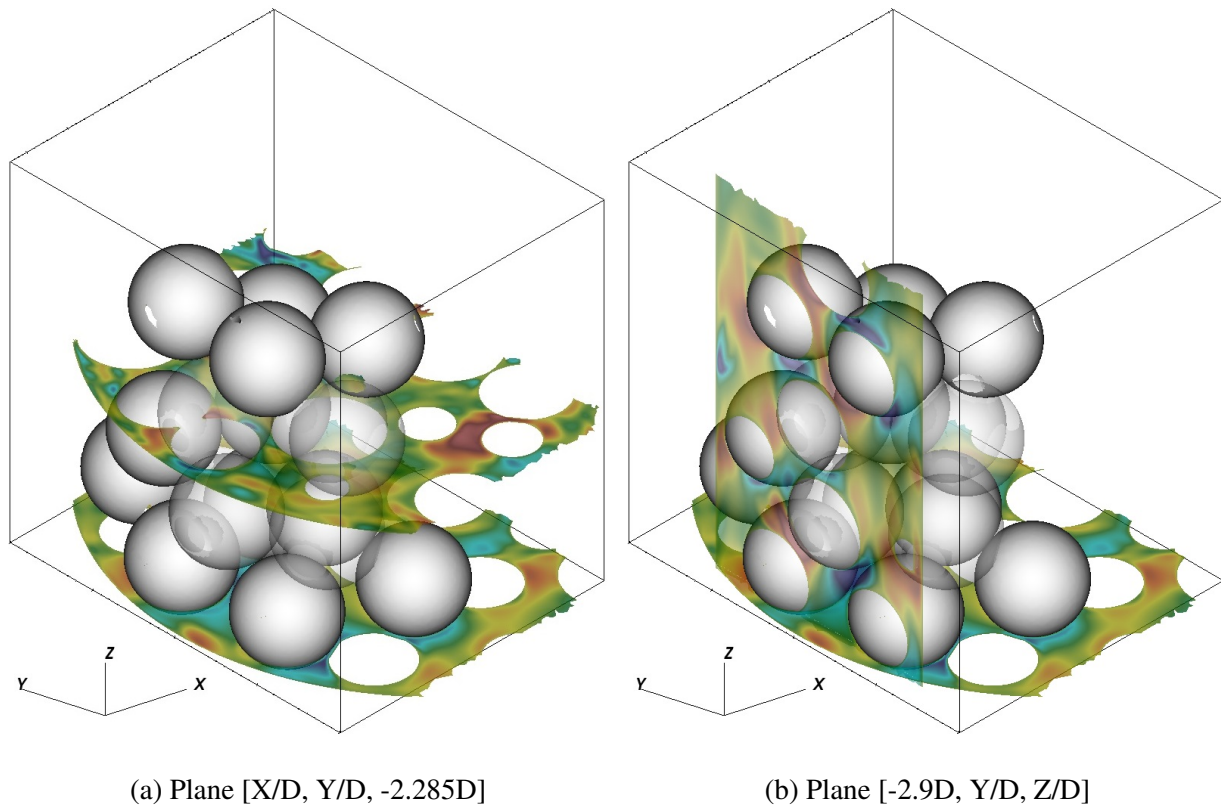 Z
Y
X
Z
Y
X
(a) Plane [X/D, Y/D, -2.285D]
(b) Plane [-2.9D, Y/D, Z/D]